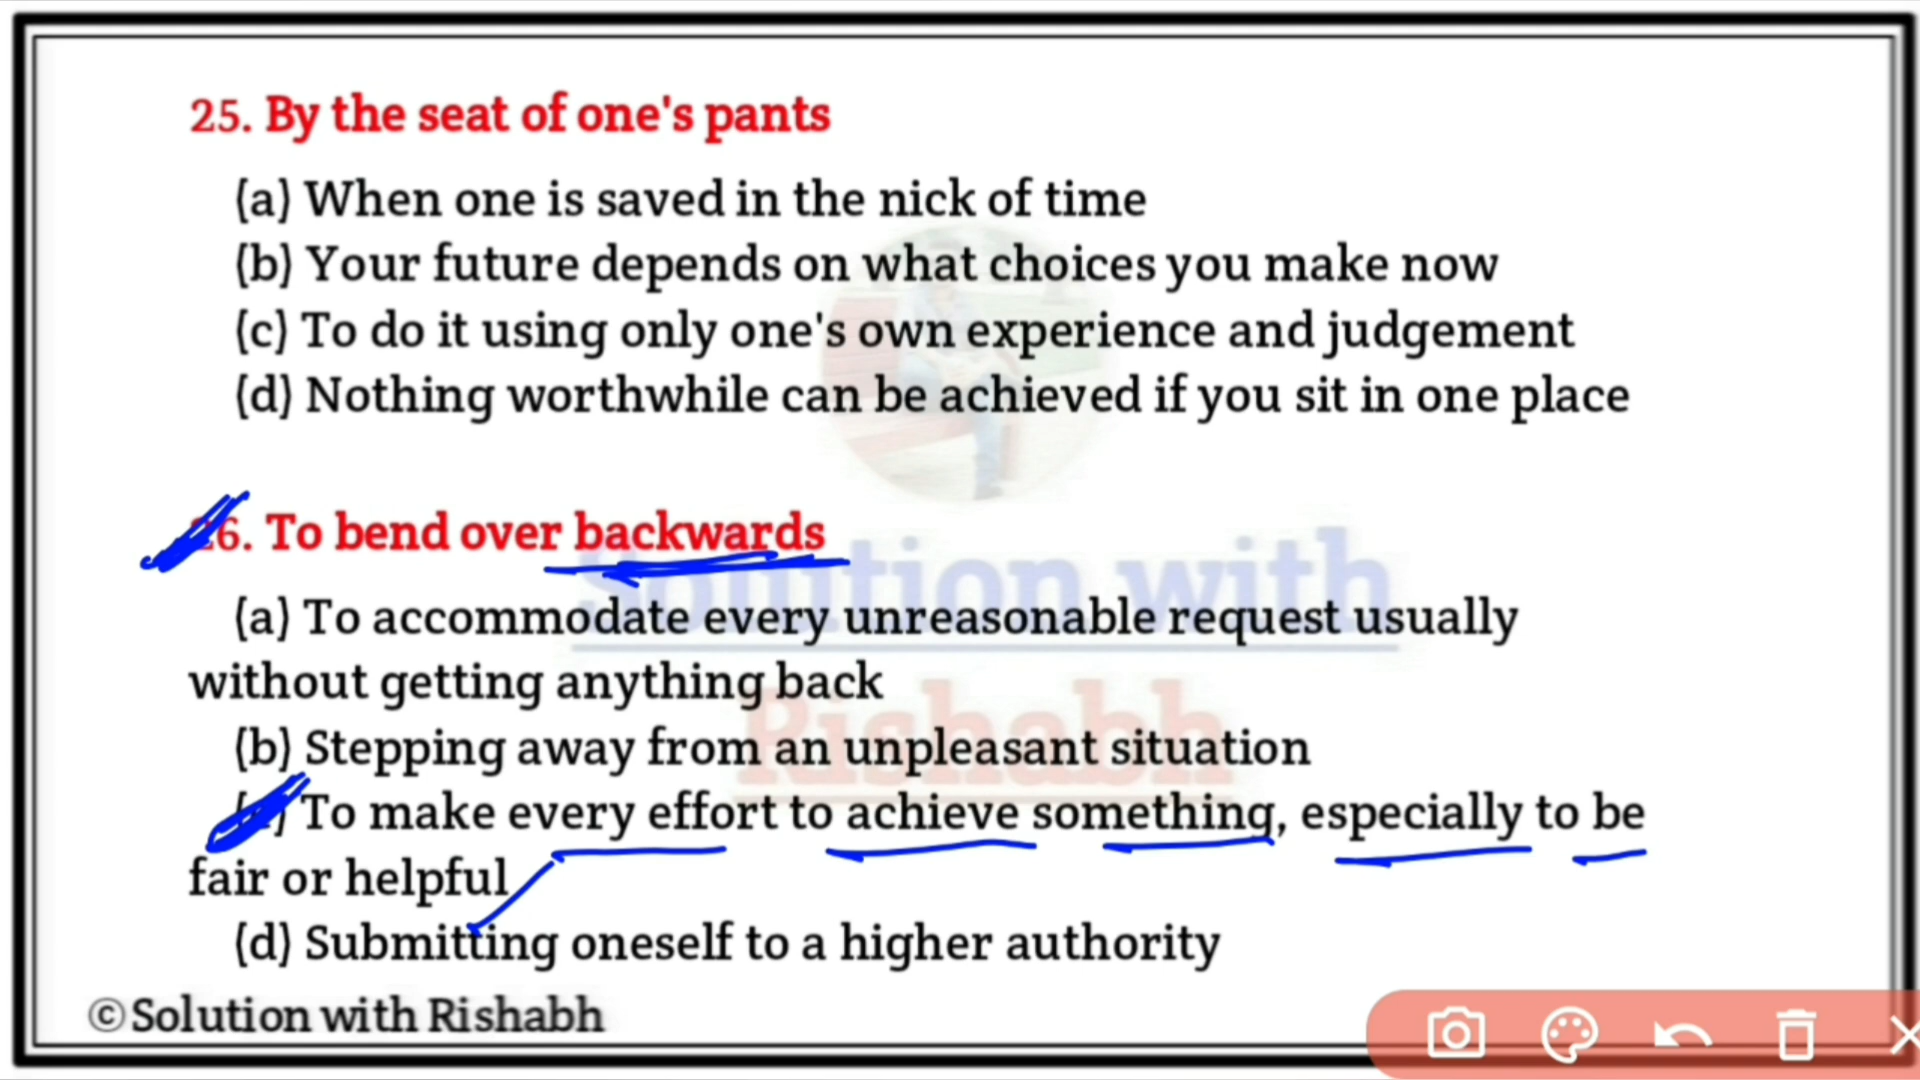 25. By the seat of one's pants
(a) When one is saved in the nick of time
(b) Your future depends on what choices you make now
(c) To do it using only one's own experience and judgement
(d) Nothing worthwhile can be achieved if you sit in one place
26. To bend over backwards
(a) To accommodate every unreasonable request usually
without getting anything back
(b) Stepping away from an unpleasant situation
(c) To make every effort to achieve something, especially to be
fair or helpful
(d) Submitting oneself to a higher authority
Solution with
Rishabh
©Solution with Rishabh